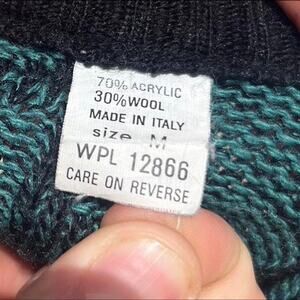 70% ACRYLIC
30% WOOL
MADE IN ITALY
size M
WPL 12866
CARE ON REVERSE